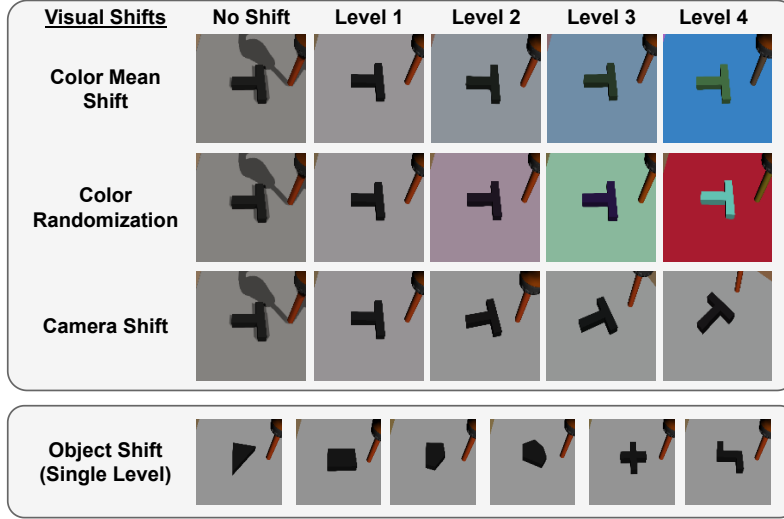 Visual Shifts No Shift Level 1 Level 2 Level 3 Level 4
Color Mean
Shift
Color
Randomization
Camera Shift
Object Shift
(Single Level)